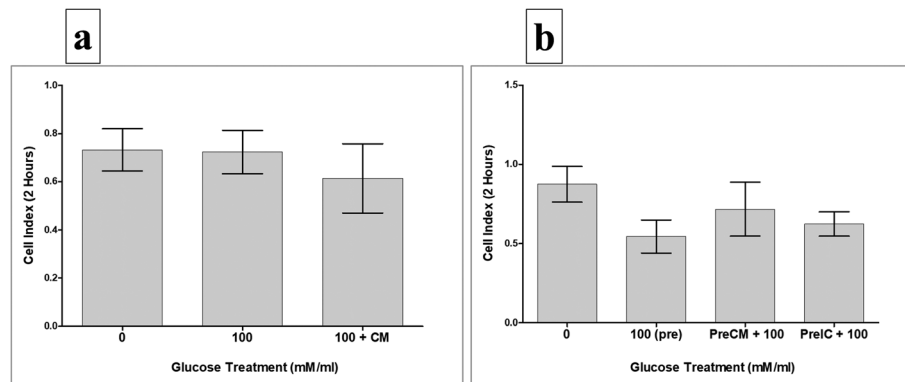 a
b
Cell Index (2 Hours)
1.0
0.8
0.6
0.4
0.2
0.0
0 100 100 + CM
Glucose Treatment (mM/ml)
Cell Index (2 Hours)
1.5
1.0
0.5
0.0
0 100 (pre) PreCM + 100 PreIC + 100
Glucose Treatment (mM/ml)